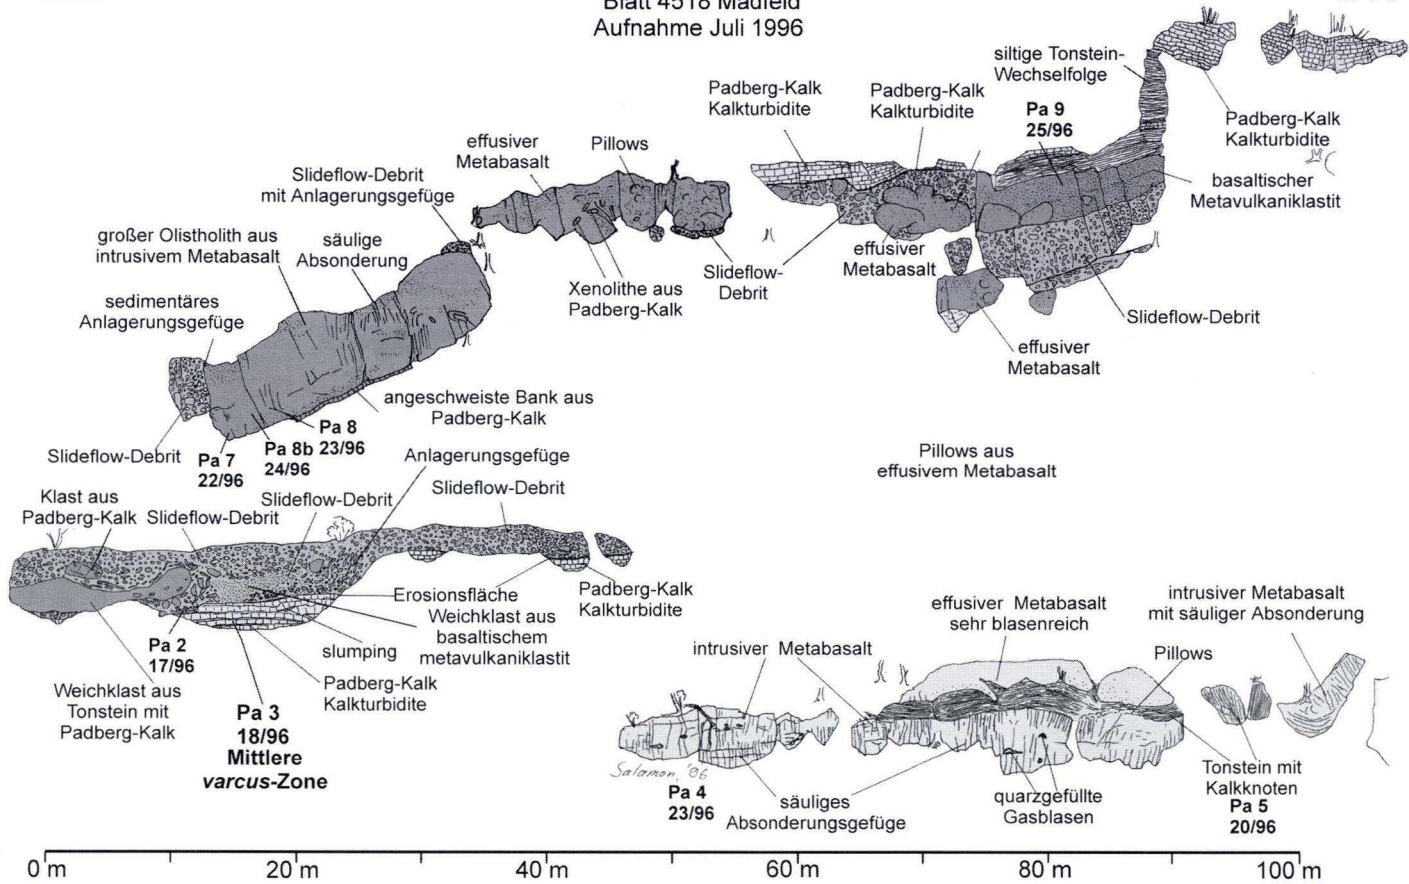 Blatt 4518 Madfeld
Aufnahme Juli 1996
siltige Tonstein-
Wechselfolge
Padberg-Kalk
Kalkturbidite
Padberg-Kalk
Kalkturbidite
Pa 9
25/96
Padberg-Kalk
Kalkturbidite
effusiver
Metabasalt
Pillows
Slideflow-Debrit
mit Anlagerungsgefüge
basaltischer
Metavulkaniklastit
großer Olistholith aus
intrusivem Metabasalt
säulige
Absonderung
effusiver
Metabasalt
Slideflow-
Debrit
Xenolithe aus
Padberg-Kalk
sedimentäres
Anlagerungsgefüge
Slideflow-Debrit
effusiver
Metabasalt
angeschweiste Bank aus
Padberg-Kalk
Slideflow-Debrit
Pa 7
22/96
Pa 8b
24/96
Pa 8
23/96
Anlagerungsgefüge
Pillows aus
effusivem Metabasalt
Klast aus
Padberg-Kalk
Slideflow-Debrit
Slideflow-Debrit
Slideflow-Debrit
Erosionsfläche
Padberg-Kalk
Kalkturbidite
Weichklast aus
basaltischem
metavulkaniklastit
effusiver Metabasalt
sehr blasenreich
intrusiver Metabasalt
mit säuliger Absonderung
Pa 2
17/96
slumping
intrusiver Metabasalt
Pillows
Weichklast aus
Tonstein mit
Padberg-Kalk
Padberg-Kalk
Kalkturbidite
Pa 3
18/96
Mittlere
varcus-Zone
Salamon, '96
Pa 4
23/96
säuliges
Absonderungsgefüge
quarzgefüllte
Gasblasen
Tonstein mit
Kalkknoten
Pa 5
20/96
0 m 20 m 40 m 60 m 80 m 100 m